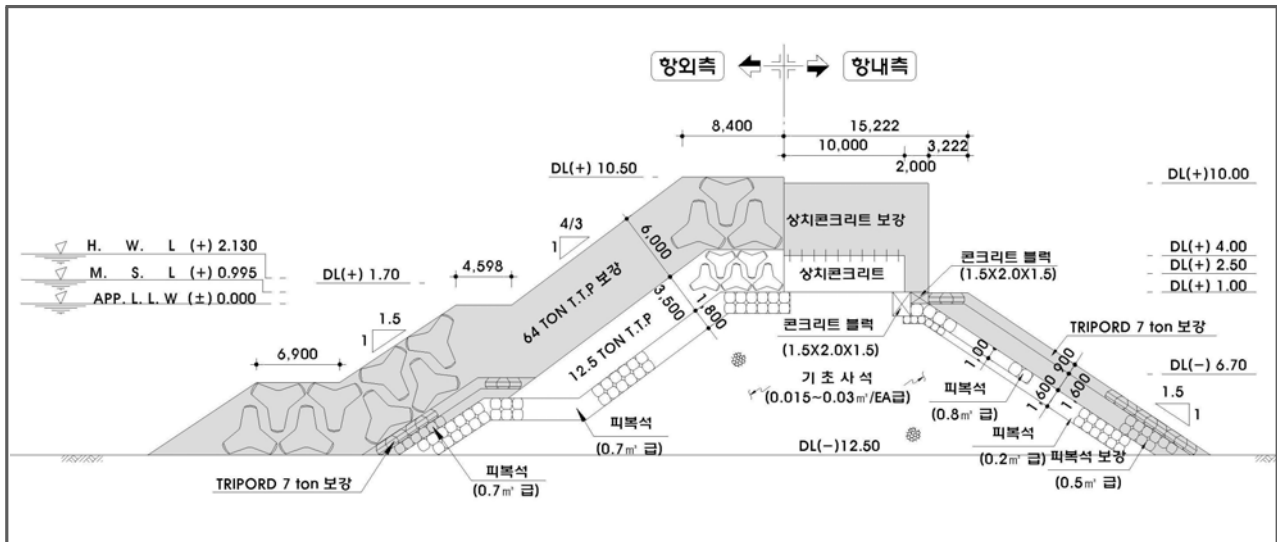 항외측
항내측
8,400
15,222
10,000
3,222
2,000
DL(+) 10.50
DL(+)10.00
4/3
1
6,000
상치콘크리트 보강
H. W. L (+) 2.130
M. S. L (+) 0.995
APP. L. L. W (±) 0.000
DL(+) 1.70
4,598
64 TON T.T.P 보강
3,500
1,800
12.5 TON T.T.P
상치콘크리트
콘크리트 블럭
(1.5X2.0X1.5)
DL(+) 4.00
DL(+) 2.50
DL(+) 1.00
1.5
1
6,900
콘크리트 블럭
(1.5X2.0X1.5)
TRIPORD 7 ton 보강
기 초 사 석
(0.015~0.03㎥/EA급)
1.00
900
1,600
1,600
DL(-) 6.70
1.5
1
피복석
(0.8㎥ 급)
피복석
(0.7㎥ 급)
DL(-)12.50
피복석
(0.2㎥ 급)
피복석 보강
(0.5㎥ 급)
피복석
(0.7㎥ 급)
TRIPORD 7 ton 보강